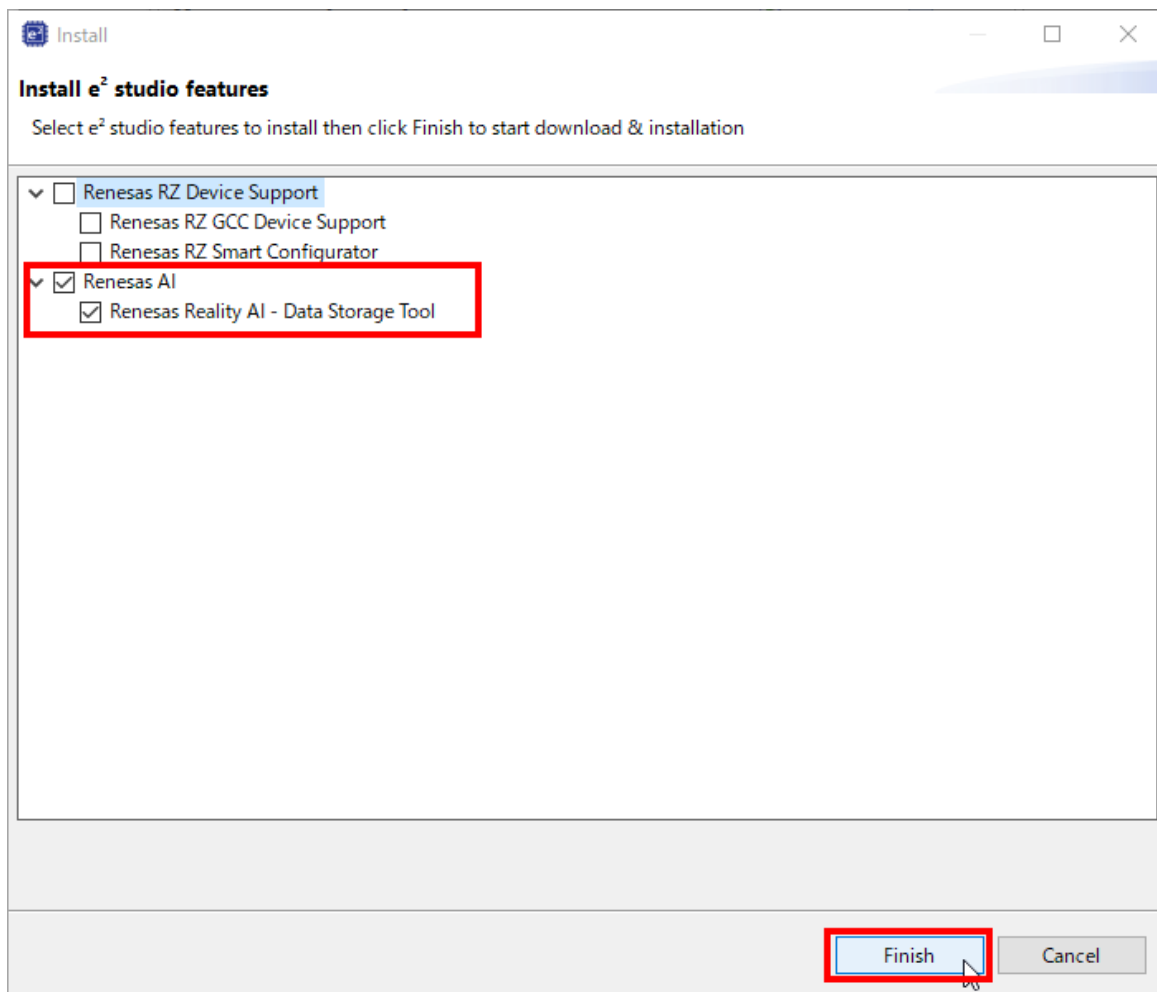 Install
Install e² studio features
Select e² studio features to install then click Finish to start download & installation
Renesas RZ Device Support
Renesas RZ GCC Device Support
Renesas RZ Smart Configurator
Renesas AI
Renesas Reality AI - Data Storage Tool
Finish
Cancel